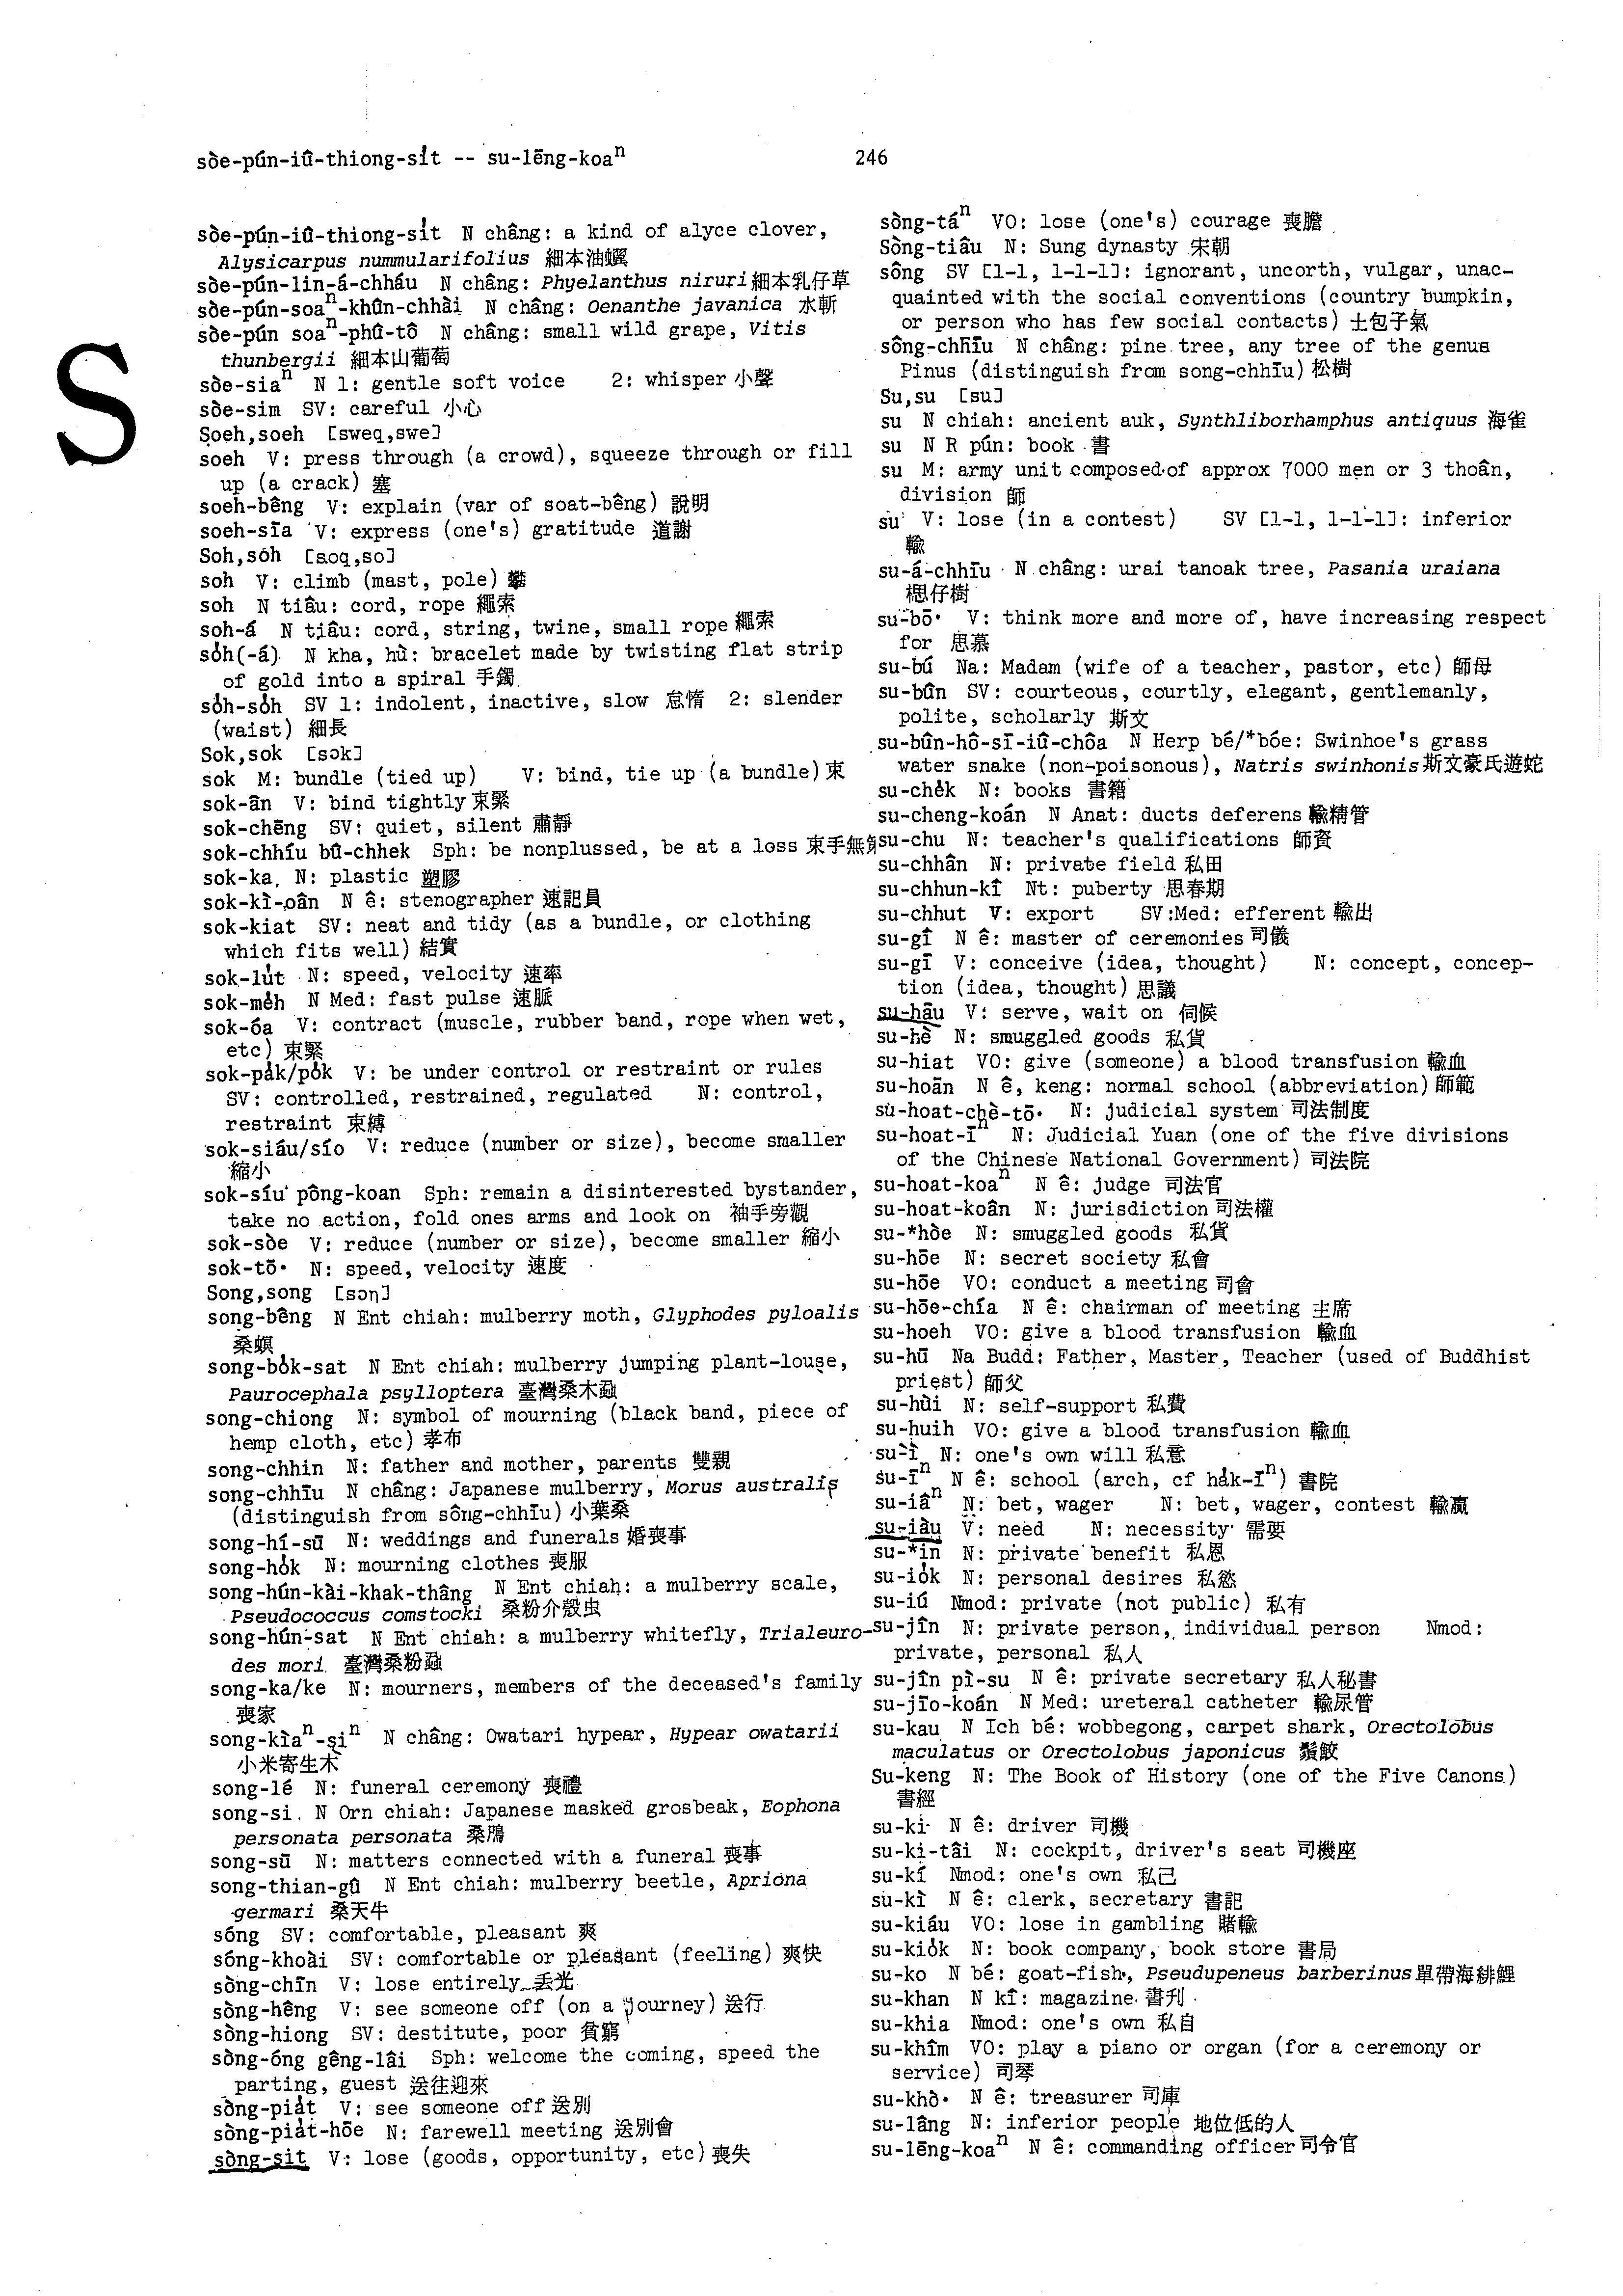 sòe-pún-iû-thiong-si̍t -- su-lēng-koaⁿ 246
S
sòe-pún-iû-thiong-si̍t N châng: a kind of alyce clover,
Alysicarpus nummularifolius 細本油螺
sòe-pún-lin-á-chháu N châng: Phyelanthus niruri 細本乳仔草
sòe-pún-soaⁿ-khûn-chhài N châng: Oenanthe javanica 水蔪
sòe-pún soaⁿ-phû-tô N châng: small wild grape, Vitis
thunbergii 細本山葡萄
sòe-siaⁿ N 1: gentle soft voice 2: whisper 小聲
sòe-sim SV: careful 小心
Soeh,soeh [sweq,swe]
soeh V: press through (a crowd), squeeze through or fill
up (a crack) 塞
soeh-bêng V: explain (var of soat-bêng) 說明
soeh-sīa V: express (one's) gratitude 道謝
Soh,so̍h [soq,so]
soh V: climb (mast, pole) 攀
soh N tiâu: cord, rope 繩索
soh-á N tiâu: cord, string, twine, small rope 繩索
so̍h(-á) N kha, hù: bracelet made by twisting flat strip
of gold into a spiral 手鐲
so̍h-so̍h SV 1: indolent, inactive, slow 怠惰 2: slender
(waist) 細長
Sok,sok [sɔk]
sok M: bundle (tied up) V: bind, tie up (a bundle) 束
sok-ân V: bind tightly 束緊
sok-chēng SV: quiet, silent 肅靜
sok-chhíu bû-chhek Sph: be nonplussed, be at a loss 束手無策
sok-ka N: plastic 塑膠
sok-kì-oân N ê: stenographer 速記員
sok-kiat SV: neat and tidy (as a bundle, or clothing
which fits well) 結實
sok-lu̍t N: speed, velocity 速率
sok-me̍h N Med: fast pulse 速脈
sok-óa V: contract (muscle, rubber band, rope when wet,
etc) 束緊
sok-pa̍k/po̍k V: be under control or restraint or rules
SV: controlled, restrained, regulated N: control,
restraint 束縛
sok-siáu/sío V: reduce (number or size), become smaller
縮小
sok-síu pông-koan Sph: remain a disinterested bystander,
take no action, fold ones arms and look on 袖手旁觀
sok-sòe V: reduce (number or size), become smaller 縮小
sok-tō· N: speed, velocity 速度
Song,song [sɔŋ]
song-bêng N Ent chiah: mulberry moth, Glyphodes pyloalis
桑螟
song-bo̍k-sat N Ent chiah: mulberry jumping plant-louse,
Paurocephala psylloptera 臺灣桑木蝨
song-chiong N: symbol of mourning (black band, piece of
hemp cloth, etc) 孝布
song-chhin N: father and mother, parents 雙親
song-chhīu N châng: Japanese mulberry, Morus australis
(distinguish from sông-chhīu) 小葉桑
song-hí-sū N: weddings and funerals 婚喪事
song-ho̍k N: mourning clothes 喪服
song-hún-kài-khak-thâng N Ent chiah: a mulberry scale,
Pseudococcus comstocki 桑粉介殼虫
song-hún-sat N Ent chiah: a mulberry whitefly, Trialeuro-
des mori 臺灣桑粉蝨
song-ka/ke N: mourners, members of the deceased's family
喪家
song-kìaⁿ-siⁿ N châng: Owatari hypear, Hypear owatarii
小米寄生木
song-lé N: funeral ceremony 喪禮
song-si N Orn chiah: Japanese masked grosbeak, Eophona
personata personata 桑鳲
song-sū N: matters connected with a funeral 喪事
song-thian-gû N Ent chiah: mulberry beetle, Apriona
germari 桑天牛
sóng SV: comfortable, pleasant 爽
sóng-khoài SV: comfortable or pleasant (feeling) 爽快
sòng-chīn V: lose entirely 丢光
sòng-hêng V: see someone off (on a journey) 送行
sòng-hiong SV: destitute, poor 貧窮
sòng-óng gêng-lâi Sph: welcome the coming, speed the
parting, guest 送往迎來
sòng-pia̍t V: see someone off 送別
sòng-pia̍t-hōe N: farewell meeting 送別會
sòng-sit V: lose (goods, opportunity, etc) 喪失
sòng-táⁿ VO: lose (one's) courage 喪膽
Sòng-tiâu N: Sung dynasty 宋朝
sông SV [1-1, 1-1-1]: ignorant, uncorth, vulgar, unac-
quainted with the social conventions (country bumpkin,
or person who has few social contacts) 土包子氣
sông-chhīu N châng: pine tree, any tree of the genus
Pinus (distinguish from song-chhīu) 松樹
Su,su [su]
su N chiah: ancient auk, Synthliborhamphus antiquus 海雀
su N R pún: book 書
su M: army unit composed of approx 7000 men or 3 thoân,
division 師
su V: lose (in a contest) SV [1-1, 1-1-1]: inferior
輸
su-á-chhīu N châng: urai tanoak tree, Pasania uraiana
楒仔樹
su-bō· V: think more and more of, have increasing respect
for 思慕
su-bú Na: Madam (wife of a teacher, pastor, etc) 師母
su-bûn SV: courteous, courtly, elegant, gentlemanly,
polite, scholarly 斯文
su-bûn-hô-sī-iû-chôa N Herp bé/*bóe: Swinhoe's grass
water snake (non-poisonous), Natris swinhonis 斯文豪氏遊蛇
su-che̍k N: books 書籍
su-cheng-koán N Anat: ducts deferens 輸精管
su-chu N: teacher's qualifications 師資
su-chhân N: private field 私田
su-chhun-kî Nt: puberty 思春期
su-chhut V: export SV:Med: efferent 輸出
su-gî N ê: master of ceremonies 司儀
su-gī V: conceive (idea, thought) N: concept, concep-
tion (idea, thought) 思議
su-hāu V: serve, wait on 伺候
su-hè N: smuggled goods 私貨
su-hiat VO: give (someone) a blood transfusion 輸血
su-hoān N ê, keng: normal school (abbreviation) 師範
su-hoat-chè-tō· N: judicial system 司法制度
su-hoat-īⁿ N: Judicial Yuan (one of the five divisions
of the Chinese National Government) 司法院
su-hoat-koaⁿ N ê: judge 司法官
su-hoat-koân N: jurisdiction 司法權
su-*hòe N: smuggled goods 私貨
su-hōe N: secret society 私會
su-hōe VO: conduct a meeting 司會
su-hōe-chía N ê: chairman of meeting 主席
su-hoeh VO: give a blood transfusion 輸血
su-hū Na Budd: Father, Master, Teacher (used of Buddhist
priest) 師父
su-hùi N: self-support 私費
su-huih VO: give a blood transfusion 輸血
su-ì N: one's own will 私意
su-īⁿ N ê: school (arch, cf ha̍k-īⁿ) 書院
su-iâⁿ N: bet, wager N: bet, wager, contest 輸贏
su-iàu V: need N: necessity 需要
su-*in N: private benefit 私恩
su-io̍k N: personal desires 私慾
su-iú Nmod: private (not public) 私有
su-jîn N: private person, individual person Nmod:
private, personal 私人
su-jîn pì-su N ê: private secretary 私人秘書
su-jīo-koán N Med: ureteral catheter 輸尿管
su-kau N Ich bé: wobbegong, carpet shark, Orectolobus
maculatus or Orectolobus japonicus 鬚鮫
Su-keng N: The Book of History (one of the Five Canons)
書經
su-ki N ê: driver 司機
su-ki-tâi N: cockpit, driver's seat 司機座
su-kí Nmod: one's own 私己
su-kì N ê: clerk, secretary 書記
su-kiáu VO: lose in gambling 賭輸
su-kio̍k N: book company, book store 書局
su-ko N bé: goat-fish, Pseudupeneus barberinus 單帶海緋鯉
su-khan N kî: magazine 書刋
su-khia Nmod: one's own 私自
su-khîm VO: play a piano or organ (for a ceremony or
service) 司琴
su-khò· N ê: treasurer 司庫
su-lâng N: inferior people 地位低的人
su-lēng-koaⁿ N ê: commanding officer 司令官